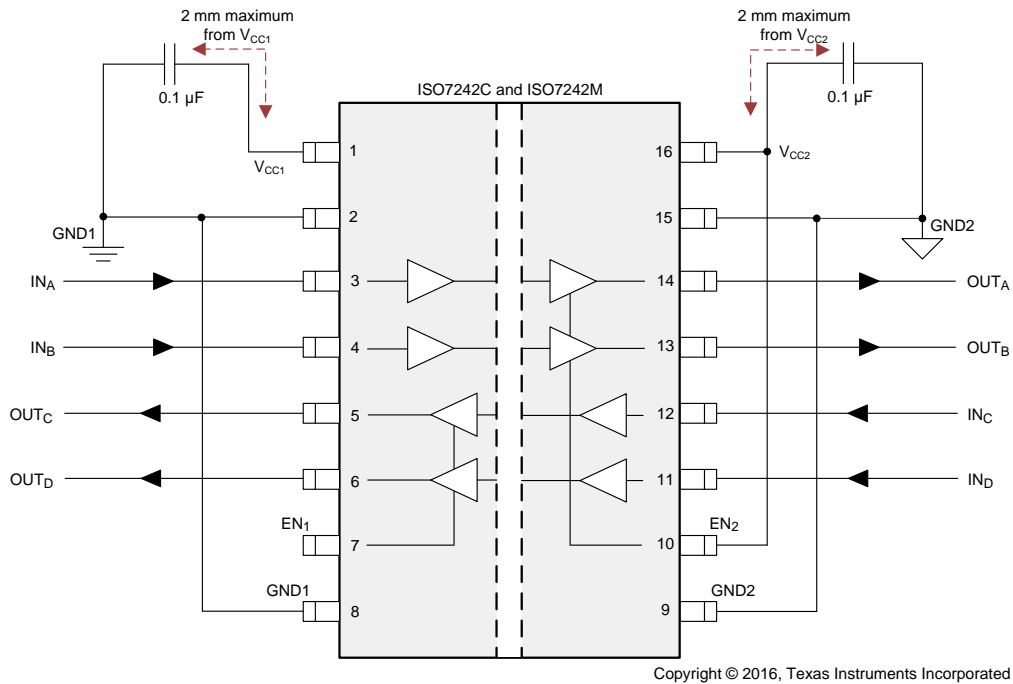 2 mm maximum
from VCC1
2 mm maximum
from VCC2
0.1 µF
0.1 µF
ISO7242C and ISO7242M
1
16
VCC1
VCC2
2
15
GND1
GND2
INA
3
14
OUTA
INB
4
13
OUTB
OUTC
5
12
INC
OUTD
6
11
IND
EN1
7
10
EN2
GND1
8
9
GND2
Copyright © 2016, Texas Instruments Incorporated